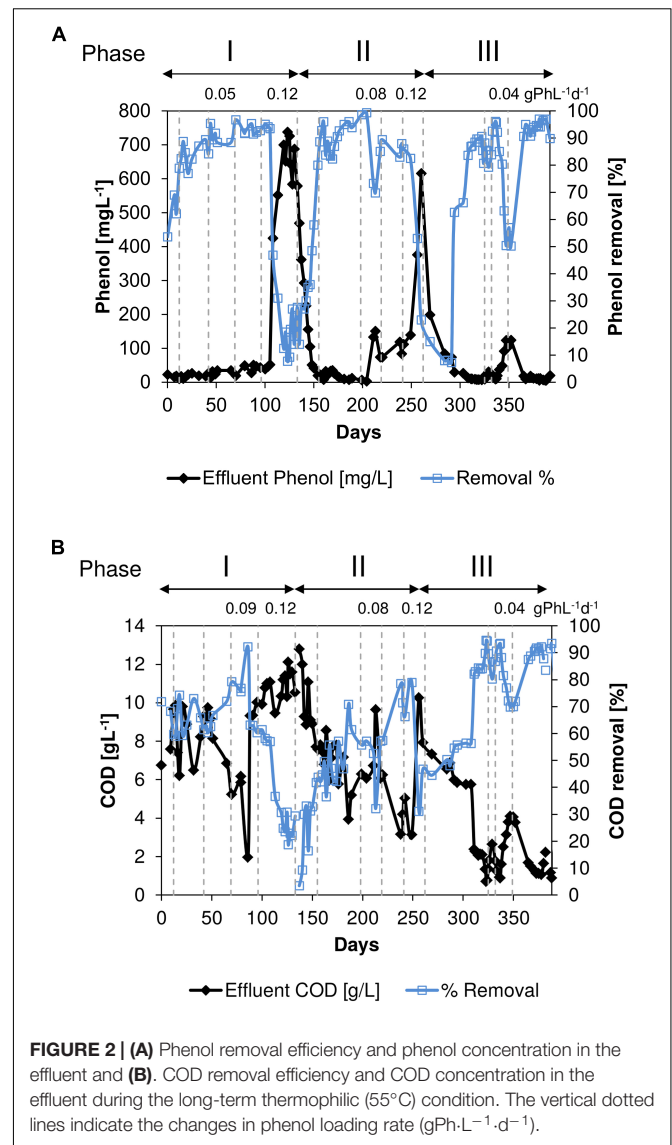 A
Phase I II III
0.05 0.12 0.08 0.12 0.04 gPhL⁻¹d⁻¹
800 100
700 90
600 80
500 70
400 60
300 50
200 40
100 30
0 20
10
0
Phenol [mgL⁻¹]
Phenol removal [%]
0 50 100 150 200 250 300 350
Days
Effluent Phenol [mg/L] Removal %
B
Phase I II III
0.09 0.12 0.08 0.12 0.04 gPhL⁻¹d⁻¹
14 100
12 90
10 80
8 70
6 60
4 50
2 40
0 30
20
10
0
COD [gL⁻¹]
COD removal [%]
0 50 100 150 200 250 300 350
Days
Effluent COD [g/L] % Removal
FIGURE 2 | (A) Phenol removal efficiency and phenol concentration in the
effluent and (B). COD removal efficiency and COD concentration in the
effluent during the long-term thermophilic (55°C) condition. The vertical dotted
lines indicate the changes in phenol loading rate (gPh·L⁻¹·d⁻¹).